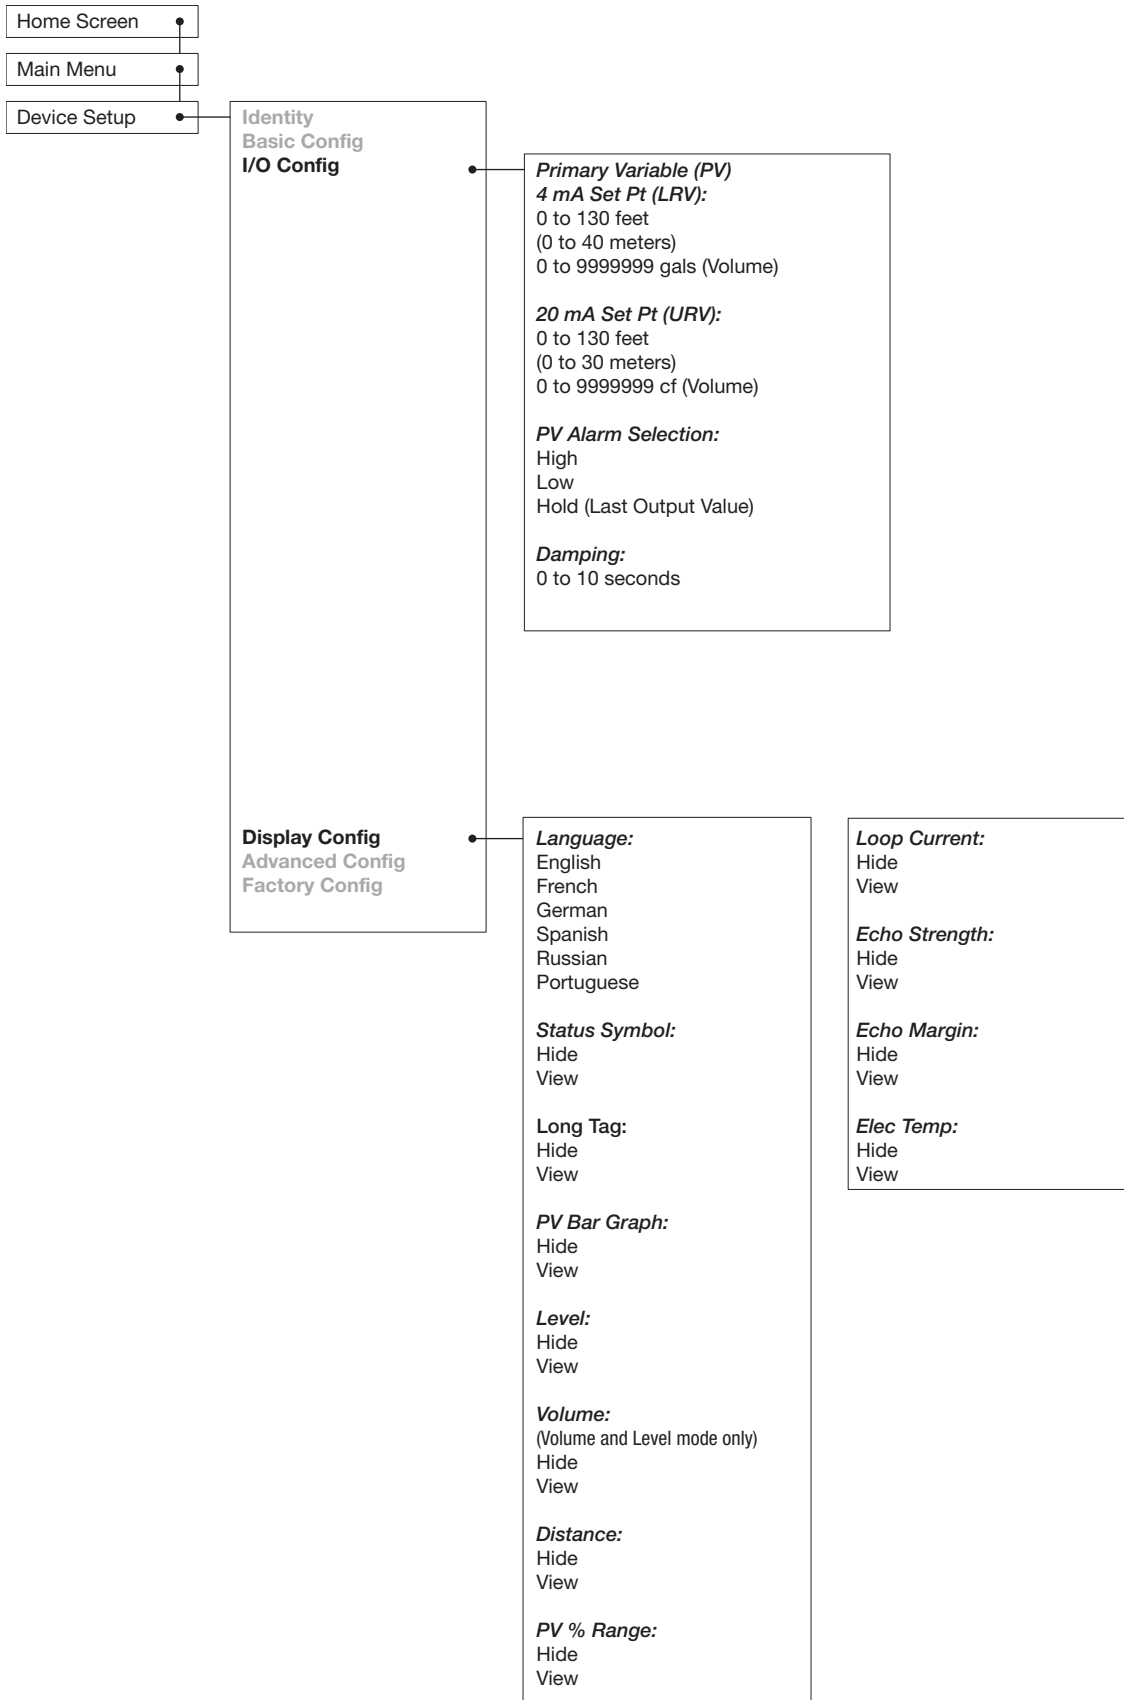 Home Screen
Main Menu
Device Setup
Identity
Basic Config
I/O Config
Primary Variable (PV)
4 mA Set Pt (LRV):
0 to 130 feet
(0 to 40 meters)
0 to 9999999 gals (Volume)
20 mA Set Pt (URV):
0 to 130 feet
(0 to 30 meters)
0 to 9999999 cf (Volume)
PV Alarm Selection:
High
Low
Hold (Last Output Value)
Damping:
0 to 10 seconds
Display Config
Advanced Config
Factory Config
Language:
English
French
German
Spanish
Russian
Portuguese
Status Symbol:
Hide
View
Long Tag:
Hide
View
PV Bar Graph:
Hide
View
Level:
Hide
View
Volume:
(Volume and Level mode only)
Hide
View
Distance:
Hide
View
PV % Range:
Hide
View
Loop Current:
Hide
View
Echo Strength:
Hide
View
Echo Margin:
Hide
View
Elec Temp:
Hide
View